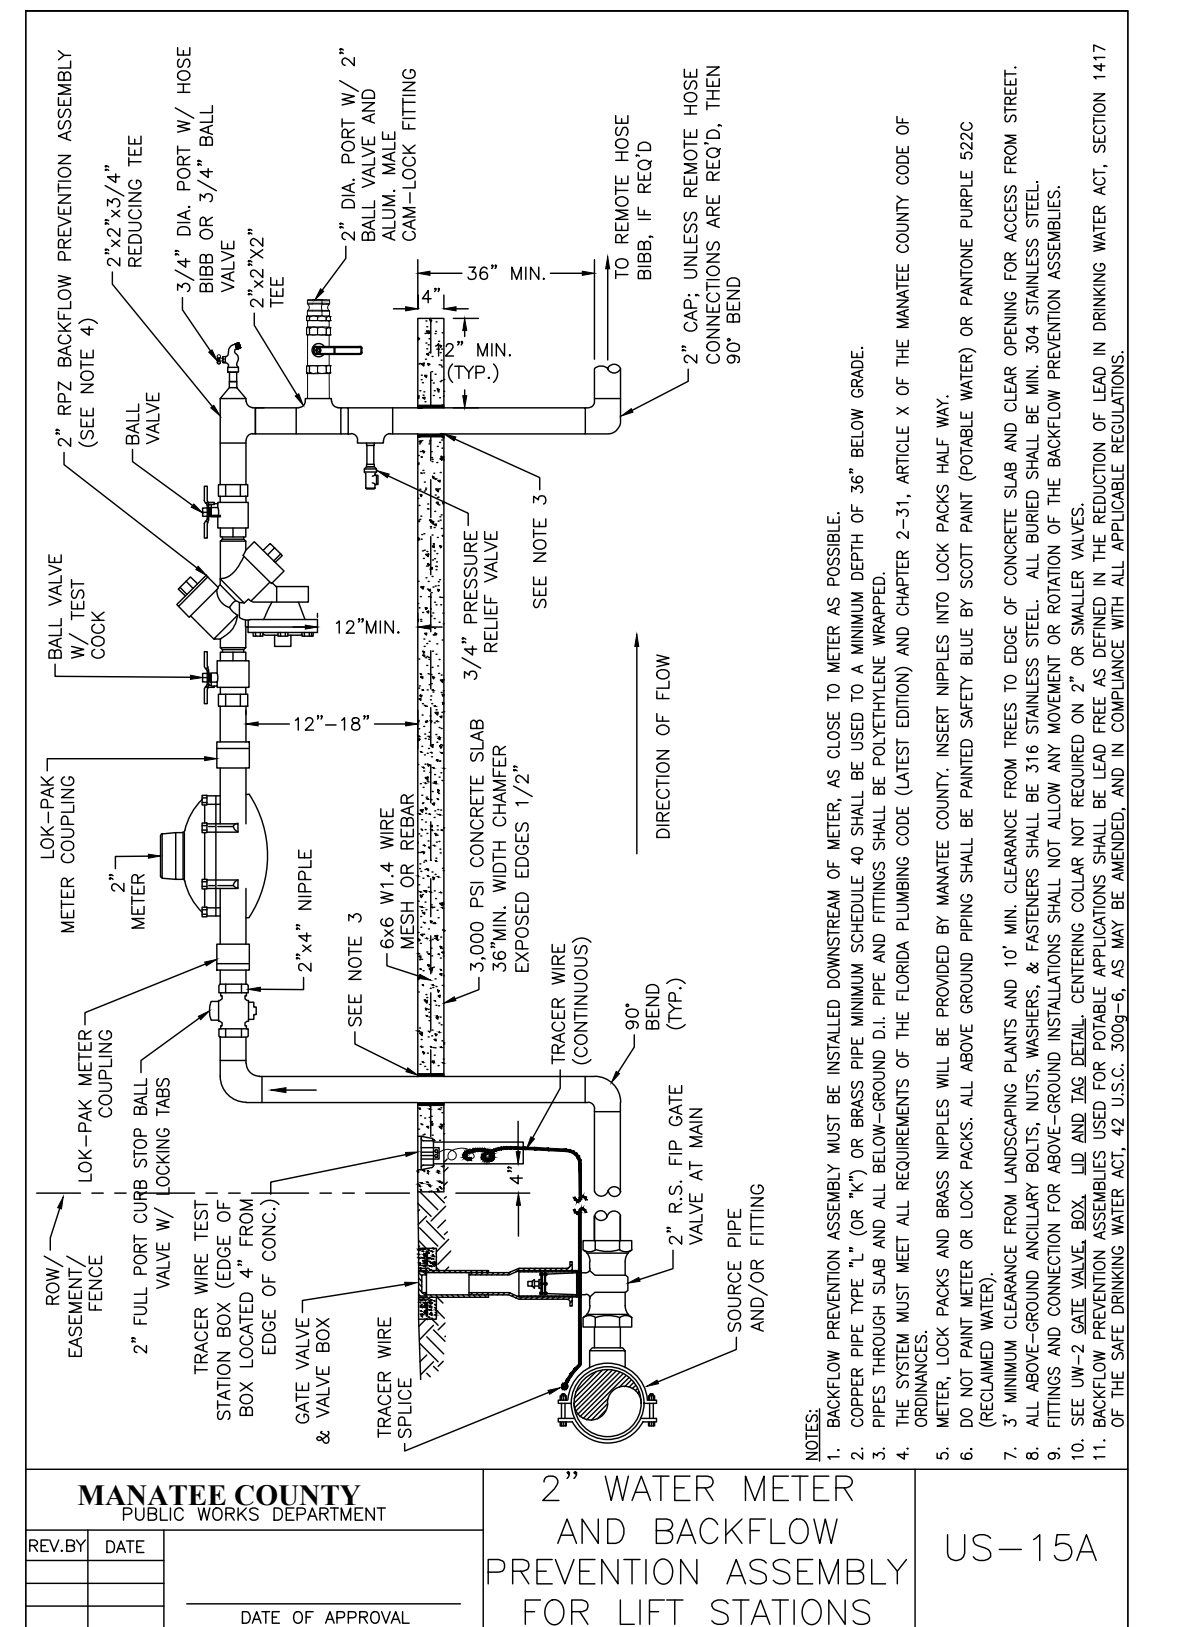 ROW/
EASEMENT/
FENCE
LOK-PAK METER
COUPLING
2" FULL PORT CURB STOP BALL
VALVE W/ LOCKING TABS
TRACER WIRE TEST
STATION BOX (EDGE OF
BOX LOCATED 4" FROM
EDGE OF CONC.)
GATE VALVE
& VALVE BOX
TRACER WIRE
SPLICE
LOK-PAK
METER COUPLING
2"
METER
2"x4" NIPPLE
SEE NOTE 3
6x6 W1.4 WIRE
MESH OR REBAR
3,000 PSI CONCRETE SLAB
36"MIN. WIDTH CHAMFER
EXPOSED EDGES 1/2"
TRACER WIRE
(CONTINUOUS)
90°
BEND
(TYP.)
4"
2" R.S. FIP GATE
VALVE AT MAIN
SOURCE PIPE
AND/OR FITTING
BALL VALVE
W/ TEST
COCK
BALL
VALVE
2" RPZ BACKFLOW PREVENTION ASSEMBLY
(SEE NOTE 4)
2"x2"x3/4"
REDUCING TEE
3/4" DIA. PORT W/ HOSE
BIBB OR 3/4" BALL
VALVE
2"x2"x2"
TEE
2" DIA. PORT W/ 2"
BALL VALVE AND
ALUM. MALE
CAM-LOCK FITTING
12"-18"
12"MIN.
3/4" PRESSURE
RELIEF VALVE
SEE NOTE 3
36" MIN.
4"
12" MIN.
(TYP.)
TO REMOTE HOSE
BIBB, IF REQ'D
2" CAP; UNLESS REMOTE HOSE
CONNECTIONS ARE REQ'D, THEN
90° BEND
DIRECTION OF FLOW
NOTES:
1. BACKFLOW PREVENTION ASSEMBLY MUST BE INSTALLED DOWNSTREAM OF METER, AS CLOSE TO METER AS POSSIBLE.
2. COPPER PIPE TYPE "L" (OR "K") OR BRASS PIPE MINIMUM SCHEDULE 40 SHALL BE USED TO A MINIMUM DEPTH OF 36" BELOW GRADE.
3. PIPES THROUGH SLAB AND ALL BELOW-GROUND D.I. PIPE AND FITTINGS SHALL BE POLYETHYLENE WRAPPED.
4. THE SYSTEM MUST MEET ALL REQUIREMENTS OF THE FLORIDA PLUMBING CODE (LATEST EDITION) AND CHAPTER 2-31, ARTICLE X OF THE MANATEE COUNTY CODE OF
ORDINANCES.
5. METER, LOCK PACKS AND BRASS NIPPLES WILL BE PROVIDED BY MANATEE COUNTY. INSERT NIPPLES INTO LOCK PACKS HALF WAY.
6. DO NOT PAINT METER OR LOCK PACKS. ALL ABOVE GROUND PIPING SHALL BE PAINTED SAFETY BLUE BY SCOTT PAINT (POTABLE WATER) OR PANTONE PURPLE 522C
(RECLAIMED WATER).
7. 3' MINIMUM CLEARANCE FROM LANDSCAPING PLANTS AND 10' MIN. CLEARANCE FROM TREES TO EDGE OF CONCRETE SLAB AND CLEAR OPENING FOR ACCESS FROM STREET.
8. ALL ABOVE-GROUND ANCILLARY BOLTS, NUTS, WASHERS, & FASTENERS SHALL BE 316 STAINLESS STEEL. ALL BURIED SHALL BE MIN. 304 STAINLESS STEEL.
9. FITTINGS AND CONNECTION FOR ABOVE-GROUND INSTALLATIONS SHALL NOT ALLOW ANY MOVEMENT OR ROTATION OF THE BACKFLOW PREVENTION ASSEMBLIES.
10. SEE UW-2 GATE VALVE, BOX, LID AND TAG DETAIL. CENTERING COLLAR NOT REQUIRED ON 2" OR SMALLER VALVES.
11. BACKFLOW PREVENTION ASSEMBLIES USED FOR POTABLE APPLICATIONS SHALL BE LEAD FREE AS DEFINED IN THE REDUCTION OF LEAD IN DRINKING WATER ACT, SECTION 1417
OF THE SAFE DRINKING WATER ACT, 42 U.S.C. 300g-6, AS MAY BE AMENDED, AND IN COMPLIANCE WITH ALL APPLICABLE REGULATIONS.
MANATEE COUNTY
PUBLIC WORKS DEPARTMENT
REV.BY DATE
DATE OF APPROVAL
2" WATER METER
AND BACKFLOW
PREVENTION ASSEMBLY
FOR LIFT STATIONS
US-15A